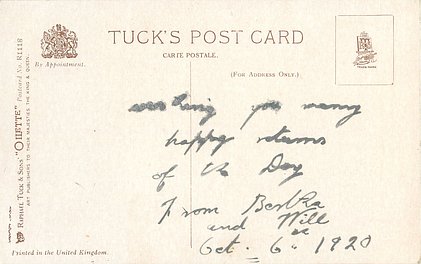 TUCK'S POST CARD
CARTE POSTALE.
(FOR ADDRESS ONLY.)
By Appointment.
TRADE MARK
RAPHAEL TUCK & SONS' "OILETTE" Postcard No. R1118
ART PUBLISHERS TO THEIR MAJESTIES THE KING & QUEEN
wishing you many
happy returns
of the Day
From Bertha
and Will
Oct. 6th 1920
Printed in the United Kingdom.